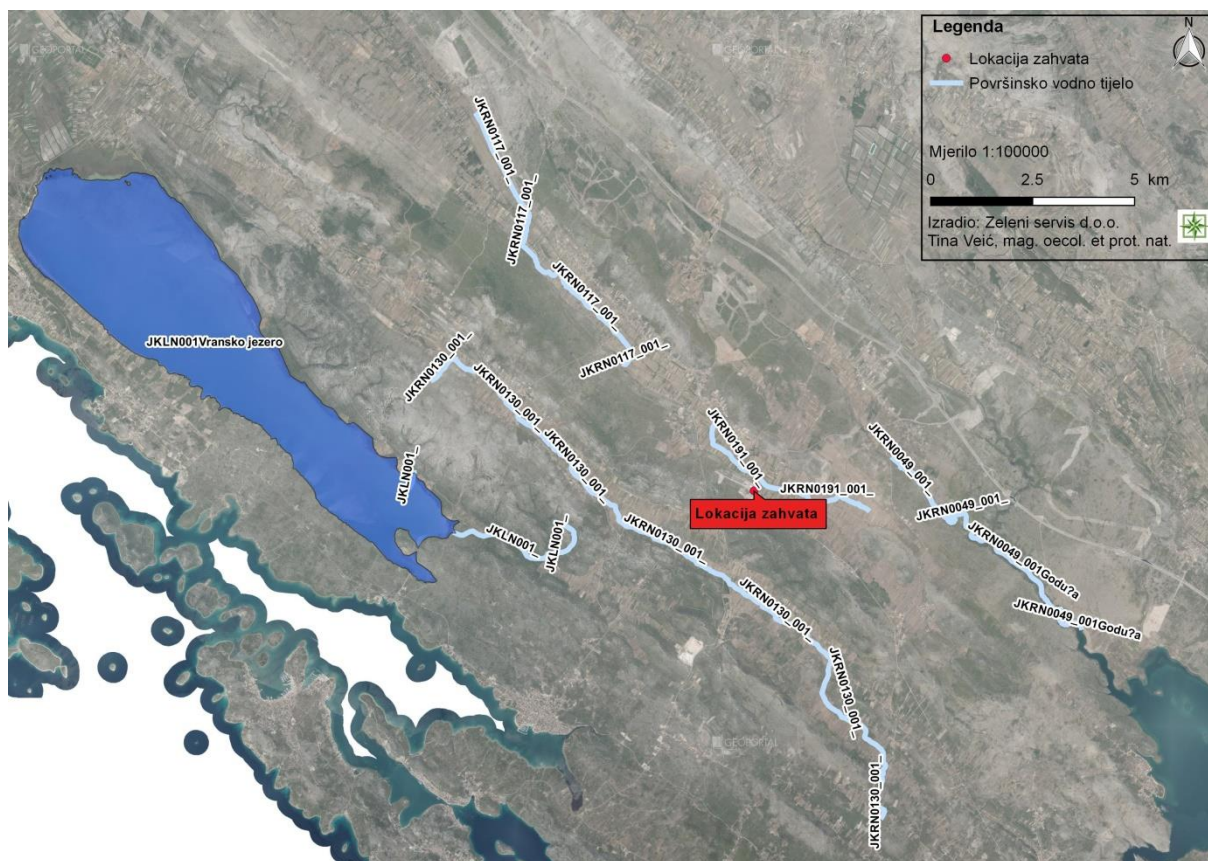 Legenda
N
Lokacija zahvata
Površinsko vodno tijelo
Mjerilo 1:100000
0 2.5 5 km
Izradio: Zeleni servis d.o.o.
Tina Veić, mag. oecol. et prot. nat.
GEOPORTAL
GEOPORTAL
JKRN0117_001_
JKRN0117_001_
JKRN0117_001_
JKRN0117_001_
JKLN001Vransko jezero
JKRN0130_001_
JKRN0130_001_
JKRN0130_001_
JKRN0191_001_
JKRN0191_001_
Lokacija zahvata
JKRN0049_001_
JKRN0049_001_
JKRN0049_001Godu?a
JKRN0049_001Godu?a
JKLN001_
JKLN001_
JKLN001_
JKRN0130_001_
JKRN0130_001_
JKRN0130_001_
JKRN0130_001_
GEOPORTAL